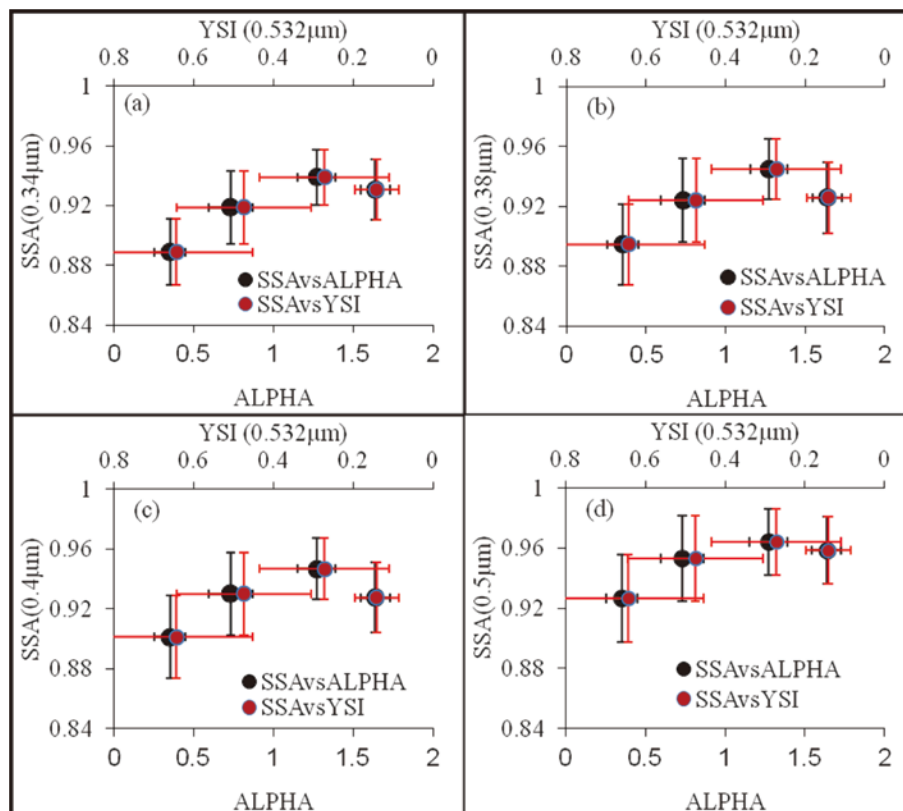 YSI (0.532μm)
0.8 0.6 0.4 0.2 0
(a)
1
0.96
0.92
0.88
0.84
SSA(0.34μm)
SSAvsALPHA
SSAvsYSI
0 0.5 1 1.5 2
ALPHA
YSI (0.532μm)
0.8 0.6 0.4 0.2 0
(b)
1
0.96
0.92
0.88
0.84
SSA(0.38μm)
SSAvsALPHA
SSAvsYSI
0 0.5 1 1.5 2
ALPHA
YSI (0.532μm)
0.8 0.6 0.4 0.2 0
(c)
1
0.96
0.92
0.88
0.84
SSA(0.4μm)
SSAvsALPHA
SSAvsYSI
0 0.5 1 1.5 2
ALPHA
YSI (0.532μm)
0.8 0.6 0.4 0.2 0
(d)
1
0.96
0.92
0.88
0.84
SSA(0.5μm)
SSAvsALPHA
SSAvsYSI
0 0.5 1 1.5 2
ALPHA